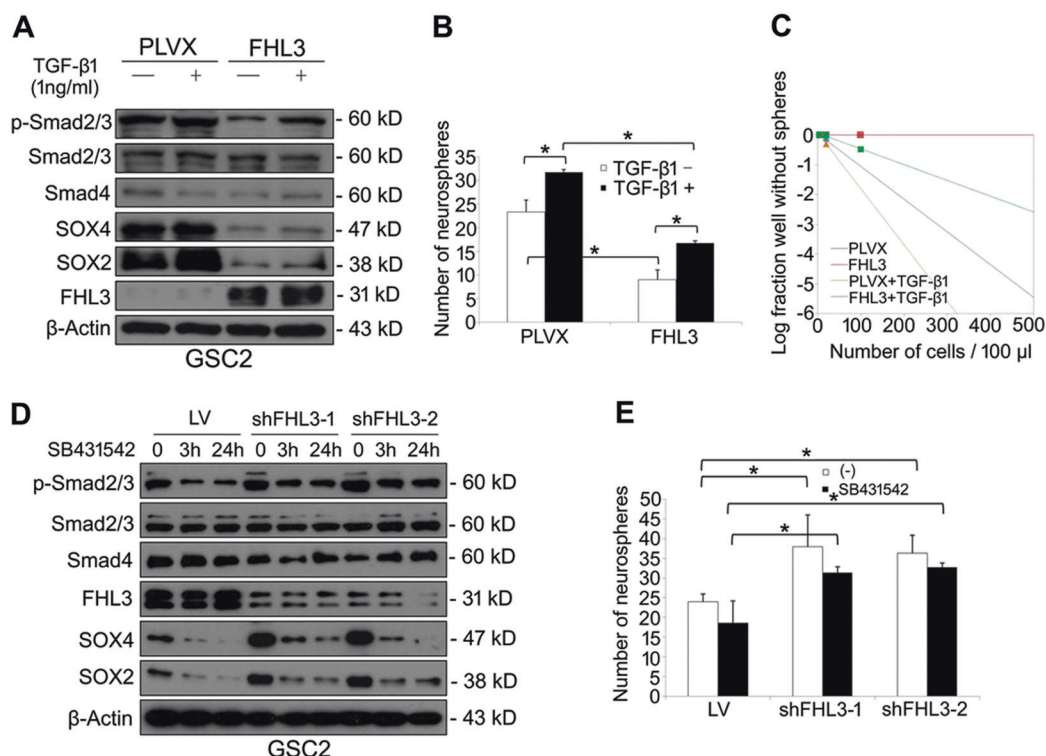 A
PLVX FHL3
TGF-β1 — + — +
(1ng/ml)
p-Smad2/3 - 60 kD
Smad2/3 - 60 kD
Smad4 - 60 kD
SOX4 - 47 kD
SOX2 - 38 kD
FHL3 - 31 kD
β-Actin - 43 kD
GSC2
B
Number of neurospheres
35
30
25
20
15
10
5
0
* *
* *
TGF-β1 −
TGF-β1 +
PLVX FHL3
C
Log fraction well without spheres
0
-1
-2
-3
-4
-5
-6
PLVX
FHL3
PLVX+TGF-β1
FHL3+TGF-β1
0 100 200 300 400 500
Number of cells / 100 µl
D
LV shFHL3-1 shFHL3-2
SB431542 0 3h 24h 0 3h 24h 0 3h 24h
p-Smad2/3 - 60 kD
Smad2/3 - 60 kD
Smad4 - 60 kD
FHL3 - 31 kD
SOX4 - 47 kD
SOX2 - 38 kD
β-Actin - 43 kD
GSC2
E
Number of neurospheres
50
45
40
35
30
25
20
15
10
5
0
*
*
*
*
(-)
SB431542
LV shFHL3-1 shFHL3-2